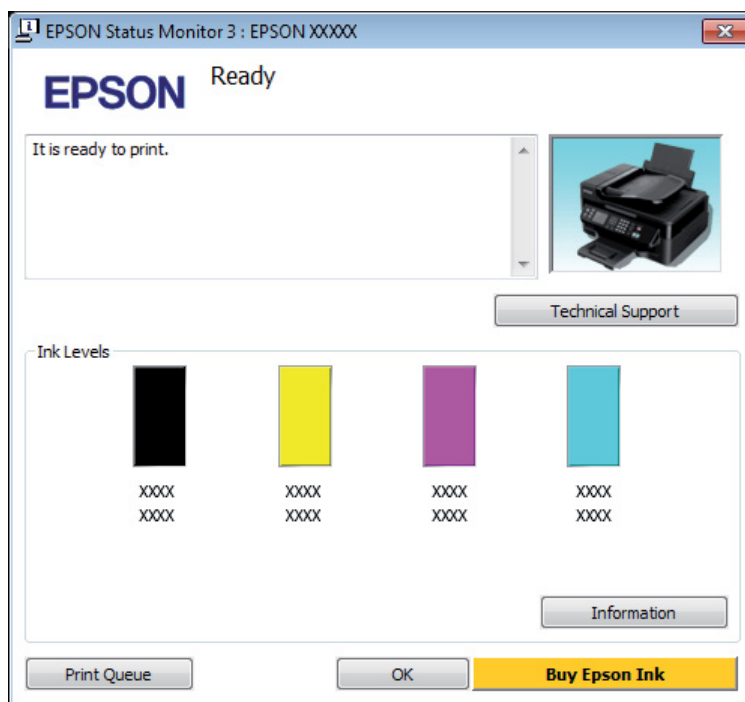 EPSON Status Monitor 3 : EPSON XXXXX
EPSON
Ready
It is ready to print.
Technical Support
Ink Levels
XXXX XXXX XXXX XXXX
XXXX XXXX XXXX XXXX
Information
Print Queue OK Buy Epson Ink